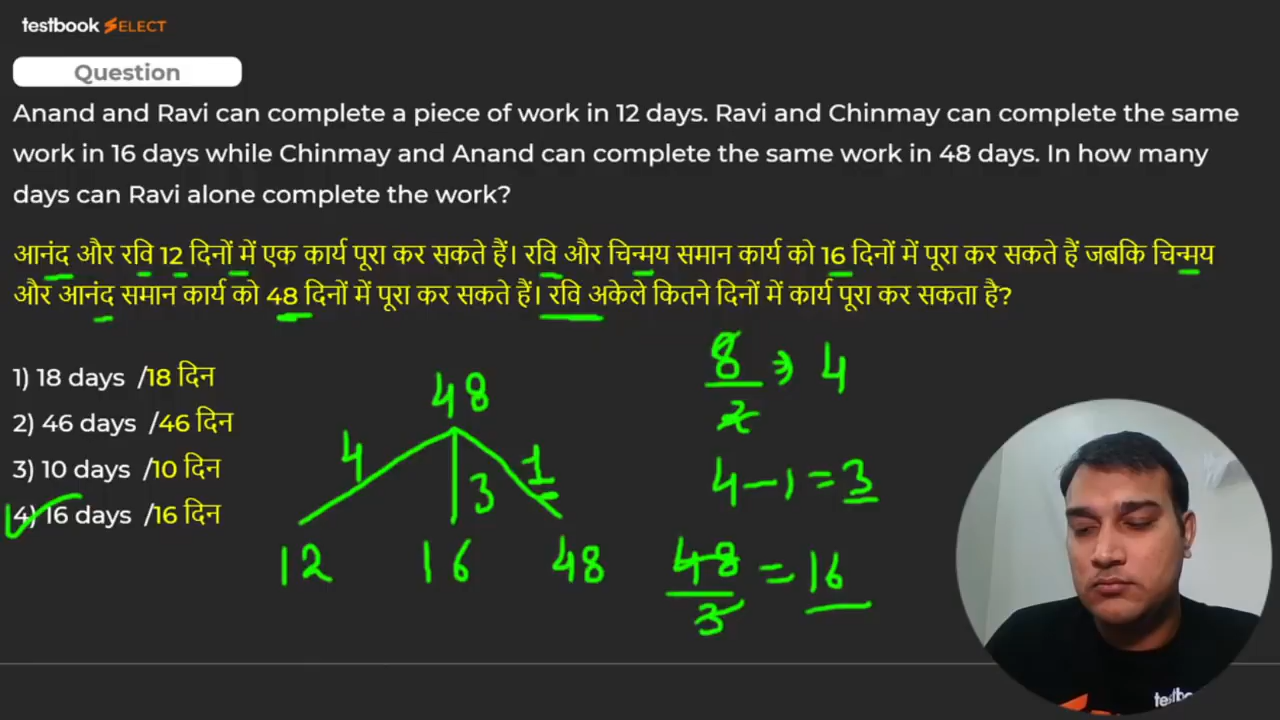 testbook SELECT
Question
Anand and Ravi can complete a piece of work in 12 days. Ravi and Chinmay can complete the same
work in 16 days while Chinmay and Anand can complete the same work in 48 days. In how many
days can Ravi alone complete the work?
आनंद और रवि 12 दिनों में एक कार्य पूरा कर सकते हैं। रवि और चिन्मय समान कार्य को 16 दिनों में पूरा कर सकते हैं जबकि चिन्मय
और आनंद समान कार्य को 48 दिनों में पूरा कर सकते हैं। रवि अकेले कितने दिनों में कार्य पूरा कर सकता है?
1) 18 days /18 दिन
2) 46 days /46 दिन
3) 10 days /10 दिन
4) 16 days /16 दिन
48
4 3 1
12 16 48
8
2
⇒ 4
4 - 1 = 3
48
3
= 16
testbo